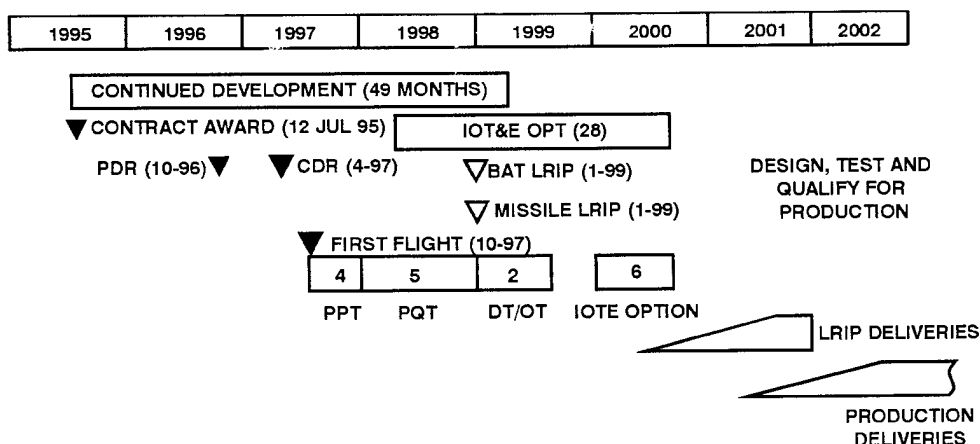 1995 1996 1997 1998 1999 2000 2001 2002
CONTINUED DEVELOPMENT (49 MONTHS)
CONTRACT AWARD (12 JUL 95)
IOT&E OPT (28)
PDR (10-96)
CDR (4-97)
BAT LRIP (1-99)
DESIGN, TEST AND
QUALIFY FOR
PRODUCTION
MISSILE LRIP (1-99)
FIRST FLIGHT (10-97)
4 5 2 6
PPT PQT DT/OT IOTE OPTION
LRIP DELIVERIES
PRODUCTION
DELIVERIES